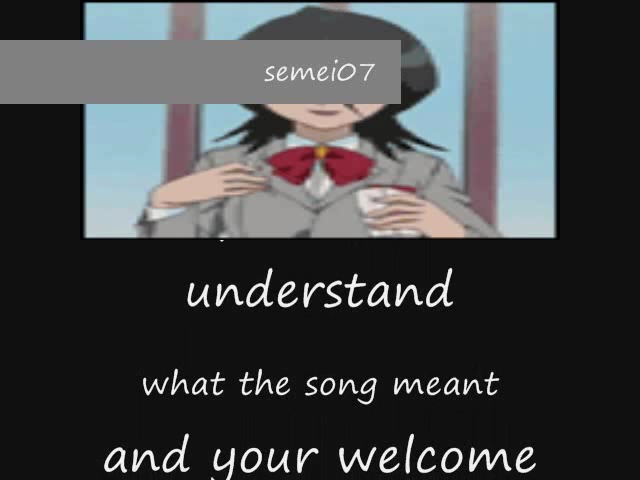 semei07
understand
what the song meant
and your welcome